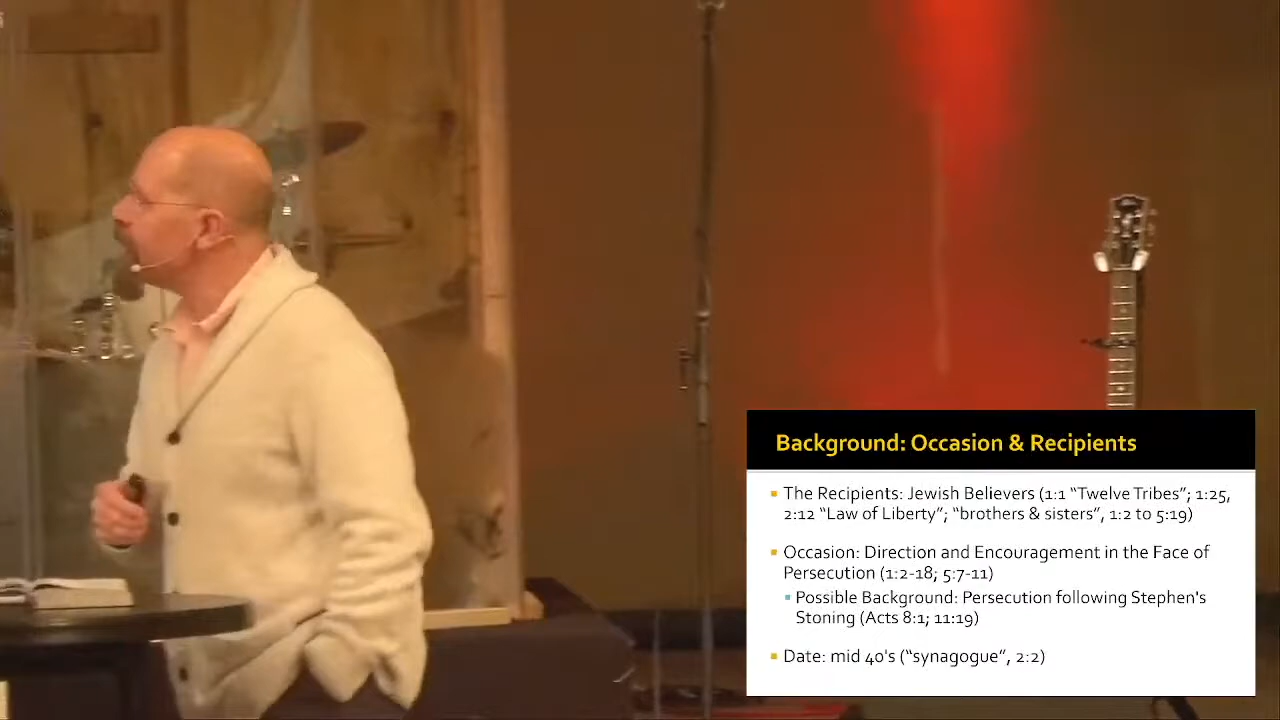 Background: Occasion & Recipients
▪ The Recipients: Jewish Believers (1:1 “Twelve Tribes”; 1:25,
2:12 “Law of Liberty”; “brothers & sisters”, 1:2 to 5:19)
▪ Occasion: Direction and Encouragement in the Face of
Persecution (1:2-18; 5:7-11)
▪ Possible Background: Persecution following Stephen's
Stoning (Acts 8:1; 11:19)
▪ Date: mid 40's (“synagogue”, 2:2)